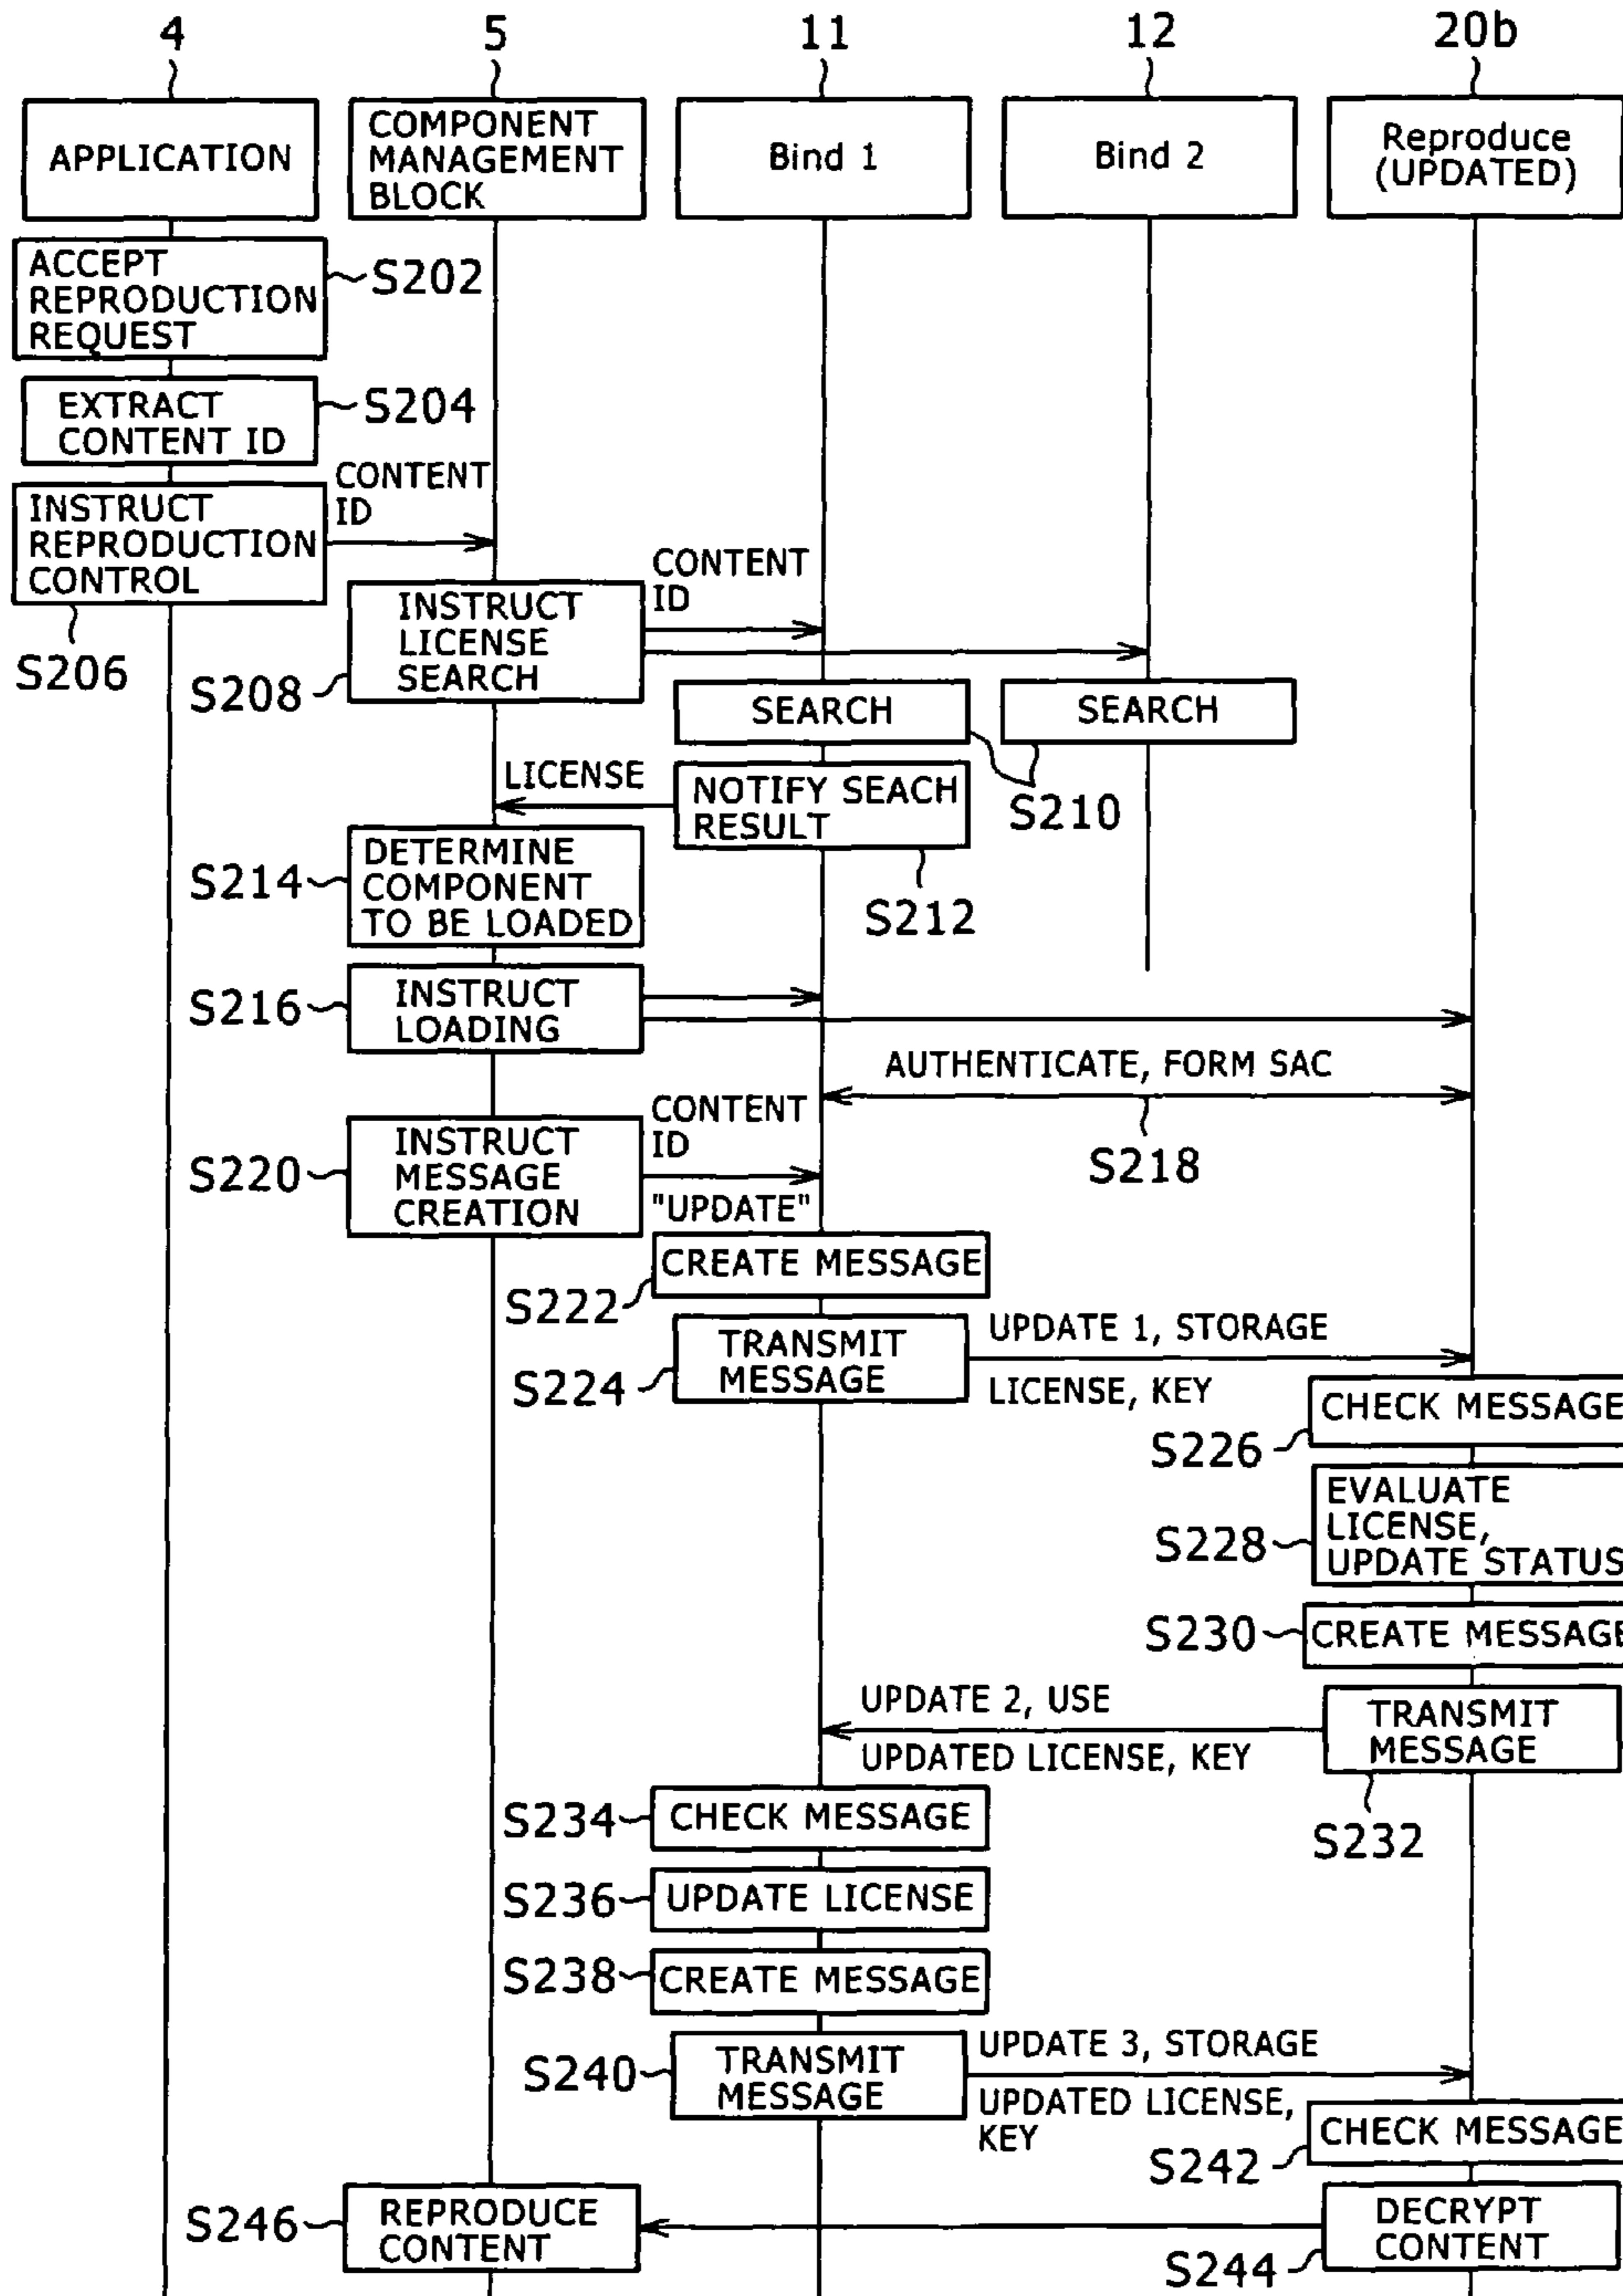 4
5
11
12
20b
APPLICATION
COMPONENT
MANAGEMENT
BLOCK
Bind 1
Bind 2
Reproduce
(UPDATED)
ACCEPT
REPRODUCTION
REQUEST
S202
EXTRACT
CONTENT ID
S204
INSTRUCT
REPRODUCTION
CONTROL
S206
CONTENT
ID
INSTRUCT
LICENSE
SEARCH
S208
CONTENT
ID
SEARCH
SEARCH
S210
LICENSE
NOTIFY SEACH
RESULT
S212
S214
DETERMINE
COMPONENT
TO BE LOADED
S216
INSTRUCT
LOADING
AUTHENTICATE, FORM SAC
S218
S220
INSTRUCT
MESSAGE
CREATION
CONTENT
ID
"UPDATE"
CREATE MESSAGE
S222
TRANSMIT
MESSAGE
S224
UPDATE 1, STORAGE
LICENSE, KEY
CHECK MESSAGE
S226
EVALUATE
LICENSE,
UPDATE STATUS
S228
S230
CREATE MESSAGE
UPDATE 2, USE
UPDATED LICENSE, KEY
TRANSMIT
MESSAGE
S232
S234
CHECK MESSAGE
S236
UPDATE LICENSE
S238
CREATE MESSAGE
S240
TRANSMIT
MESSAGE
UPDATE 3, STORAGE
UPDATED LICENSE,
KEY
CHECK MESSAGE
S242
S246
REPRODUCE
CONTENT
DECRYPT
CONTENT
S244